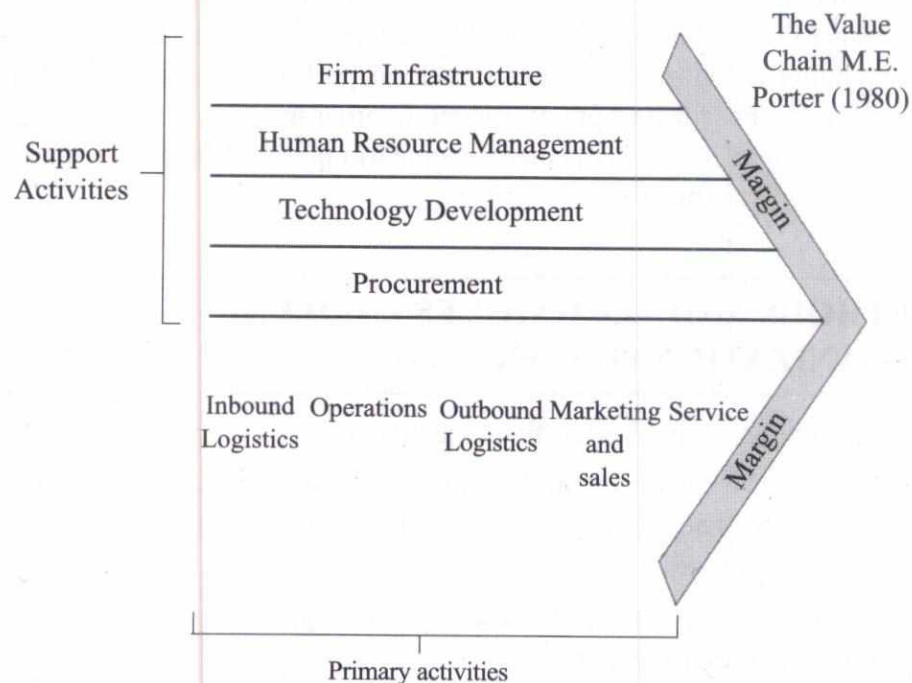 The Value
Chain M.E.
Porter (1980)
Firm Infrastructure
Human Resource Management
Support
Activities
Technology Development
Procurement
Margin
Inbound
Logistics
Operations
Outbound
Logistics
Marketing
and
sales
Service
Margin
Primary activities